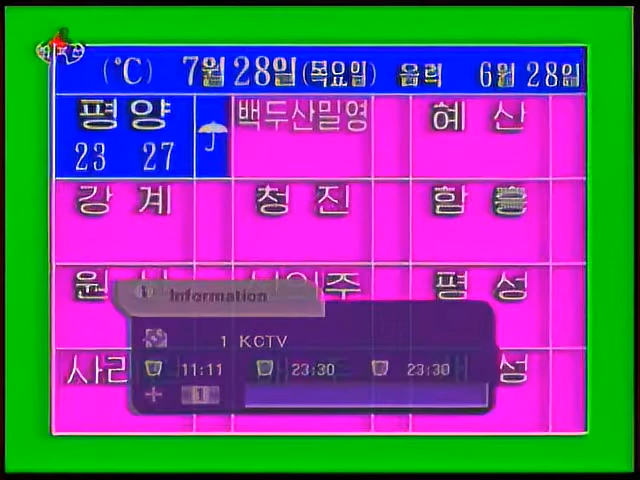 (℃) 7월 28일 (목요일) 음력 6월 28일
평양 백두산밀영 혜산
23 27
강계 청진 함흥
평성
Information
1 KCTV
11:11 23:30 23:30
1